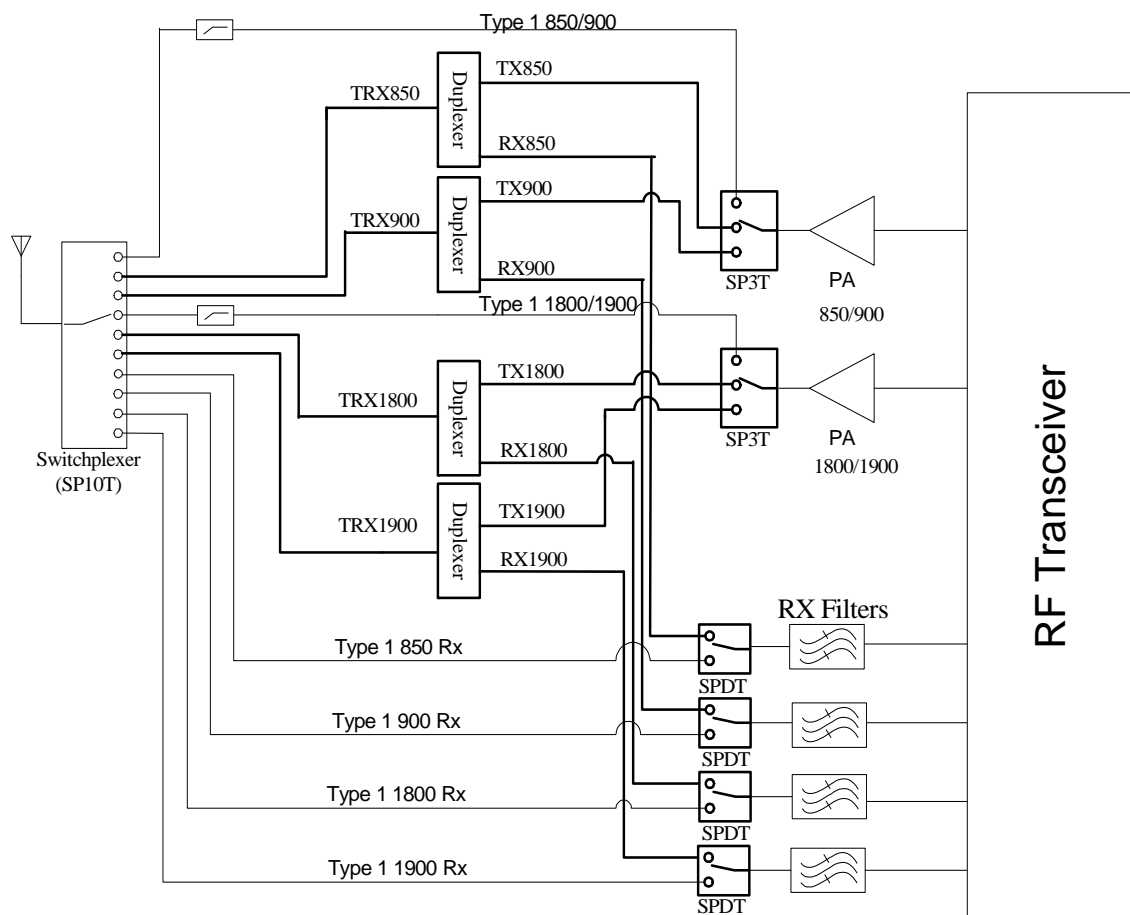 Type 1 850/900
TX850
TRX850
Duplexer
RX850
TX900
TRX900
Duplexer
RX900
SP3T
PA
850/900
Type 1 1800/1900
TX1800
TRX1800
Duplexer
RX1800
SP3T
PA
1800/1900
Switchplexer
(SP10T)
TX1900
TRX1900
Duplexer
RX1900
RF Transceiver
RX Filters
Type 1 850 Rx
SPDT
Type 1 900 Rx
SPDT
Type 1 1800 Rx
SPDT
Type 1 1900 Rx
SPDT